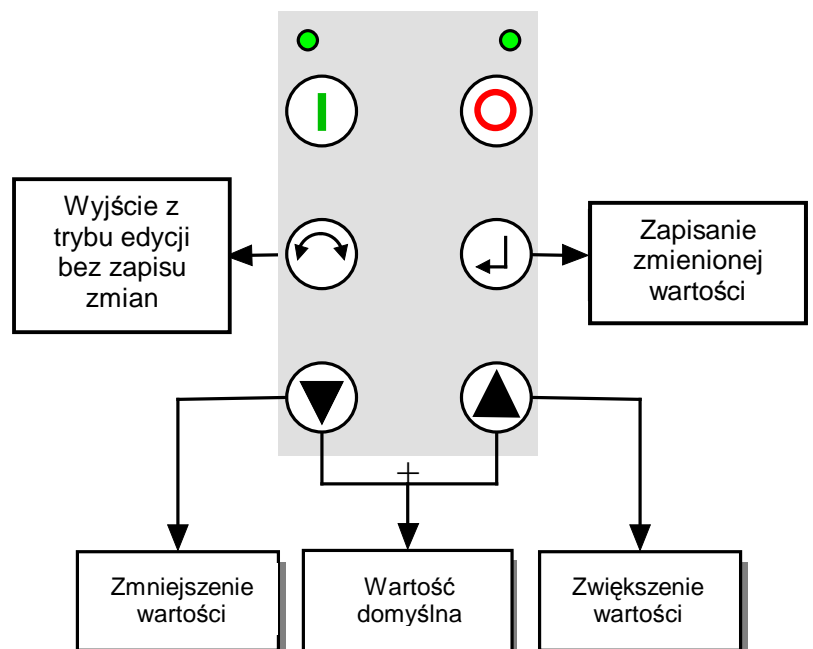 Wyjście z
trybu edycji
bez zapisu
zmian
Zapisanie
zmienionej
wartości
+
Zmniejszenie
wartości
Wartość
domyślna
Zwiększenie
wartości